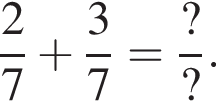 2/7 + 3/7 = ?/?.